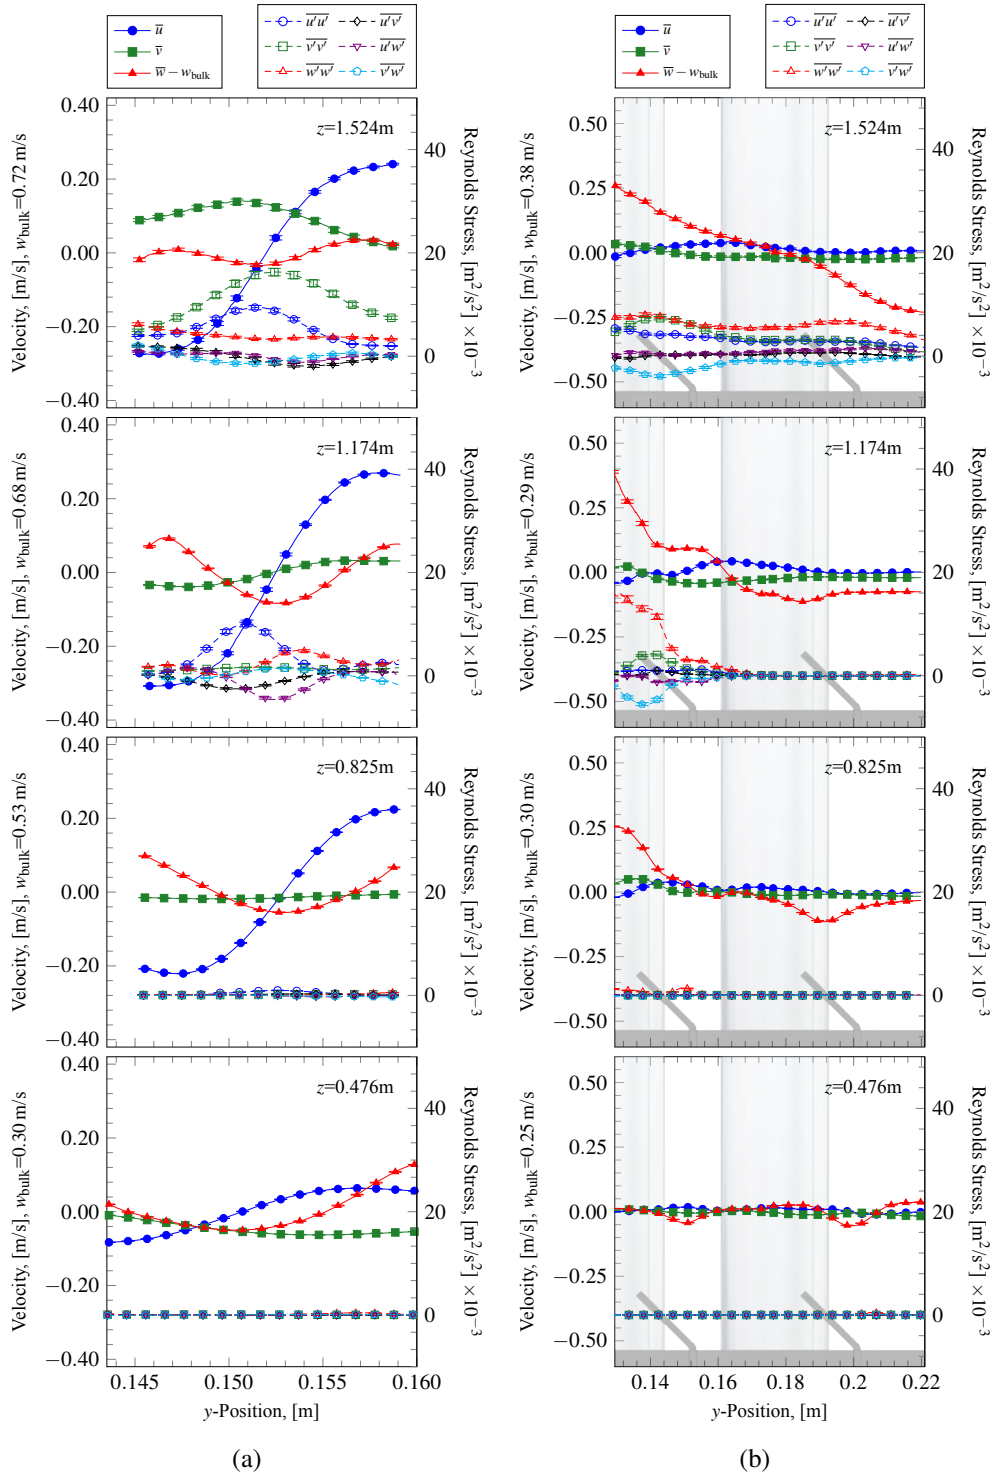 u̅
v̅
w̅ − w_bulk
u′u′ u′v′
v′v′ u′w′
w′w′ v′w′
u̅
v̅
w̅ − w_bulk
u′u′ u′v′
v′v′ u′w′
w′w′ v′w′
z=1.524m
0.40
0.20
0.00
−0.20
−0.40
40
20
0
Velocity, [m/s], w_bulk=0.72 m/s
Reynolds Stress, [m²/s²] ×10⁻³
z=1.524m
0.50
0.25
0.00
−0.25
−0.50
40
20
0
Velocity, [m/s], w_bulk=0.38 m/s
Reynolds Stress, [m²/s²] ×10⁻³
z=1.174m
0.40
0.20
0.00
−0.20
−0.40
40
20
0
Velocity, [m/s], w_bulk=0.68 m/s
Reynolds Stress, [m²/s²] ×10⁻³
z=1.174m
0.50
0.25
0.00
−0.25
−0.50
40
20
0
Velocity, [m/s], w_bulk=0.29 m/s
Reynolds Stress, [m²/s²] ×10⁻³
z=0.825m
0.40
0.20
0.00
−0.20
−0.40
40
20
0
Velocity, [m/s], w_bulk=0.53 m/s
Reynolds Stress, [m²/s²] ×10⁻³
z=0.825m
0.50
0.25
0.00
−0.25
−0.50
40
20
0
Velocity, [m/s], w_bulk=0.30 m/s
Reynolds Stress, [m²/s²] ×10⁻³
z=0.476m
0.40
0.20
0.00
−0.20
−0.40
40
20
0
Velocity, [m/s], w_bulk=0.30 m/s
Reynolds Stress, [m²/s²] ×10⁻³
z=0.476m
0.50
0.25
0.00
−0.25
−0.50
40
20
0
Velocity, [m/s], w_bulk=0.25 m/s
Reynolds Stress, [m²/s²] ×10⁻³
0.145 0.150 0.155 0.160
y-Position, [m]
0.14 0.16 0.18 0.2 0.22
y-Position, [m]
(a)
(b)